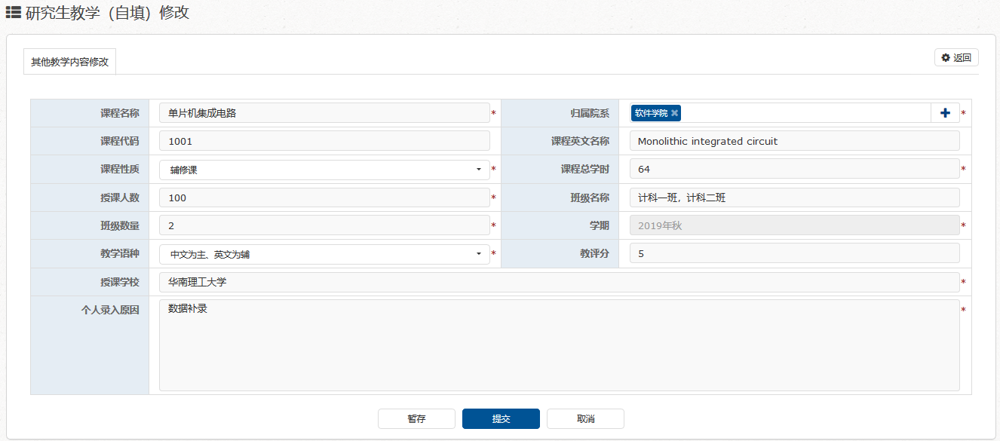 研究生教学（自填）修改
其他教学内容修改
返回
课程名称 单片机集成电路 * 归属院系 软件学院 *
课程代码 1001 课程英文名称 Monolithic integrated circuit
课程性质 辅修课 * 课程总学时 64 *
授课人数 100 * 班级名称 计科一班，计科二班
班级数量 2 * 学期 2019年秋 *
教学语种 中文为主、英文为辅 * 教评分 5
授课学校 华南理工大学 *
个人录入原因 数据补录 *
暂存 提交 取消